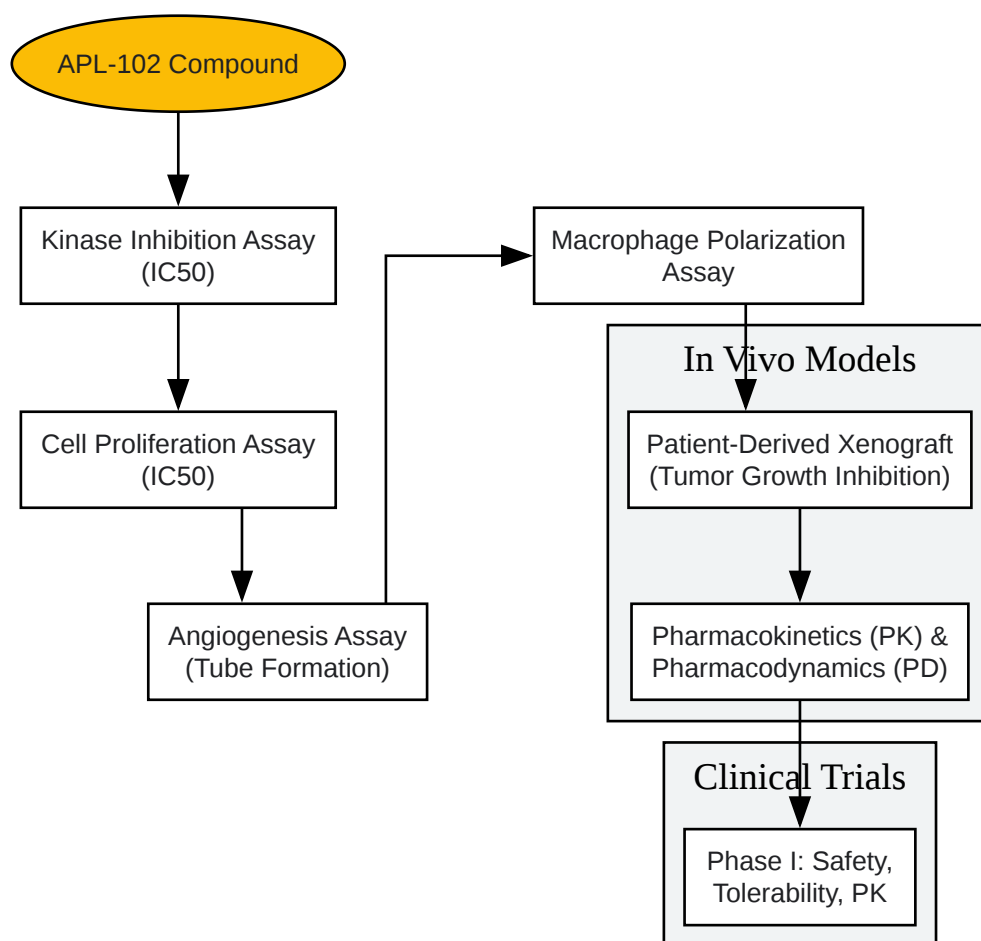 APL-102 Compound
Kinase Inhibition Assay
(IC50)
Cell Proliferation Assay
(IC50)
Angiogenesis Assay
(Tube Formation)
Macrophage Polarization
Assay
In Vivo Models
Patient-Derived Xenograft
(Tumor Growth Inhibition)
Pharmacokinetics (PK) &
Pharmacodynamics (PD)
Clinical Trials
Phase I: Safety,
Tolerability, PK